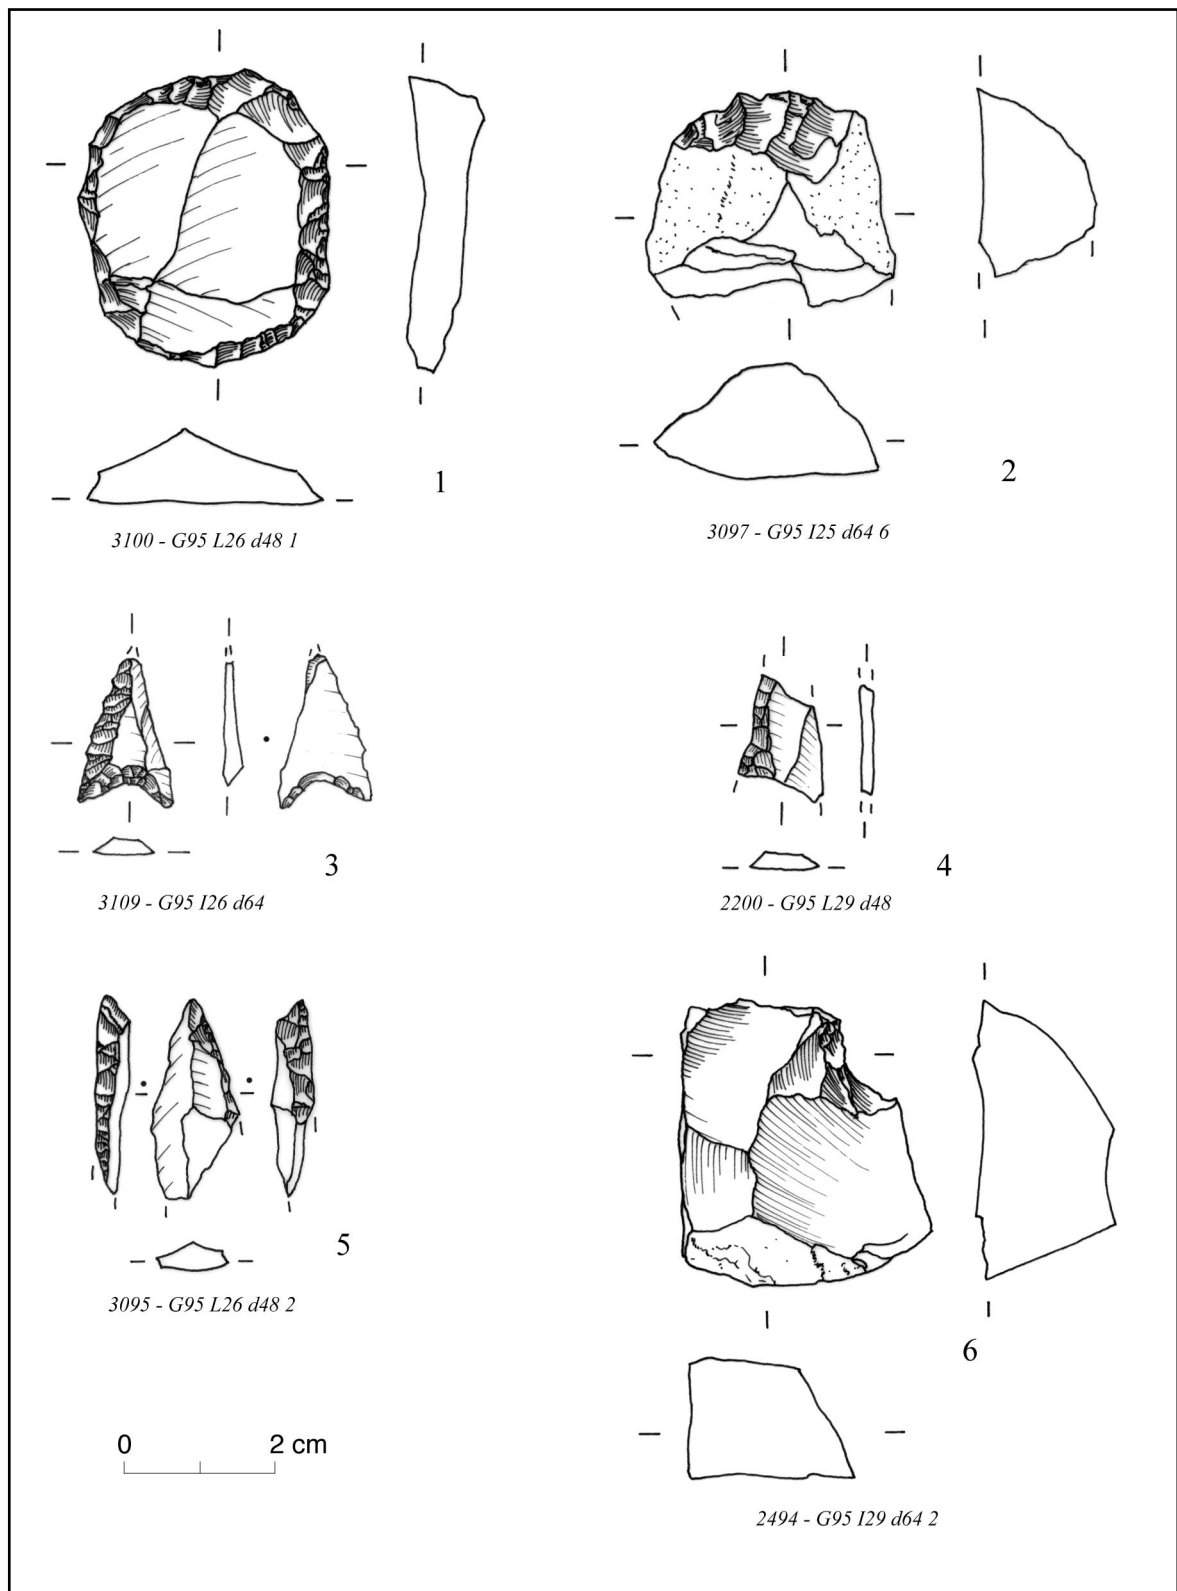 1
3100 - G95 L26 d48 1
2
3097 - G95 I25 d64 6
3
3109 - G95 I26 d64
4
2200 - G95 L29 d48
5
3095 - G95 L26 d48 2
6
2494 - G95 I29 d64 2
0 2 cm